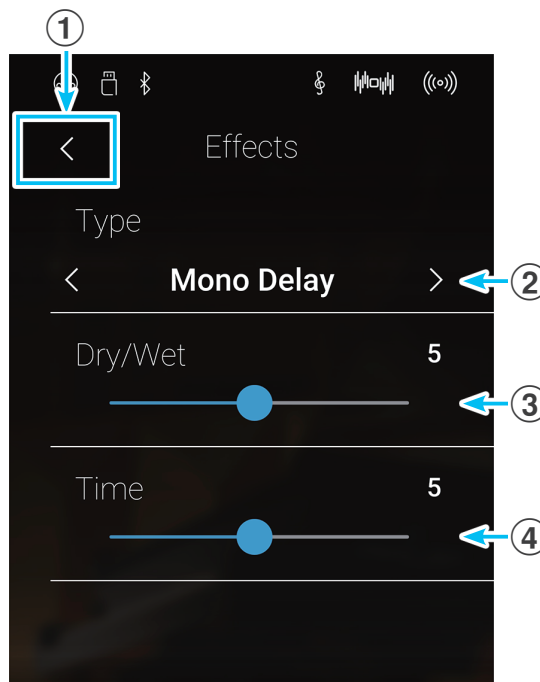 ①
Effects
Type
Mono Delay
②
Dry/Wet 5
③
Time 5
④